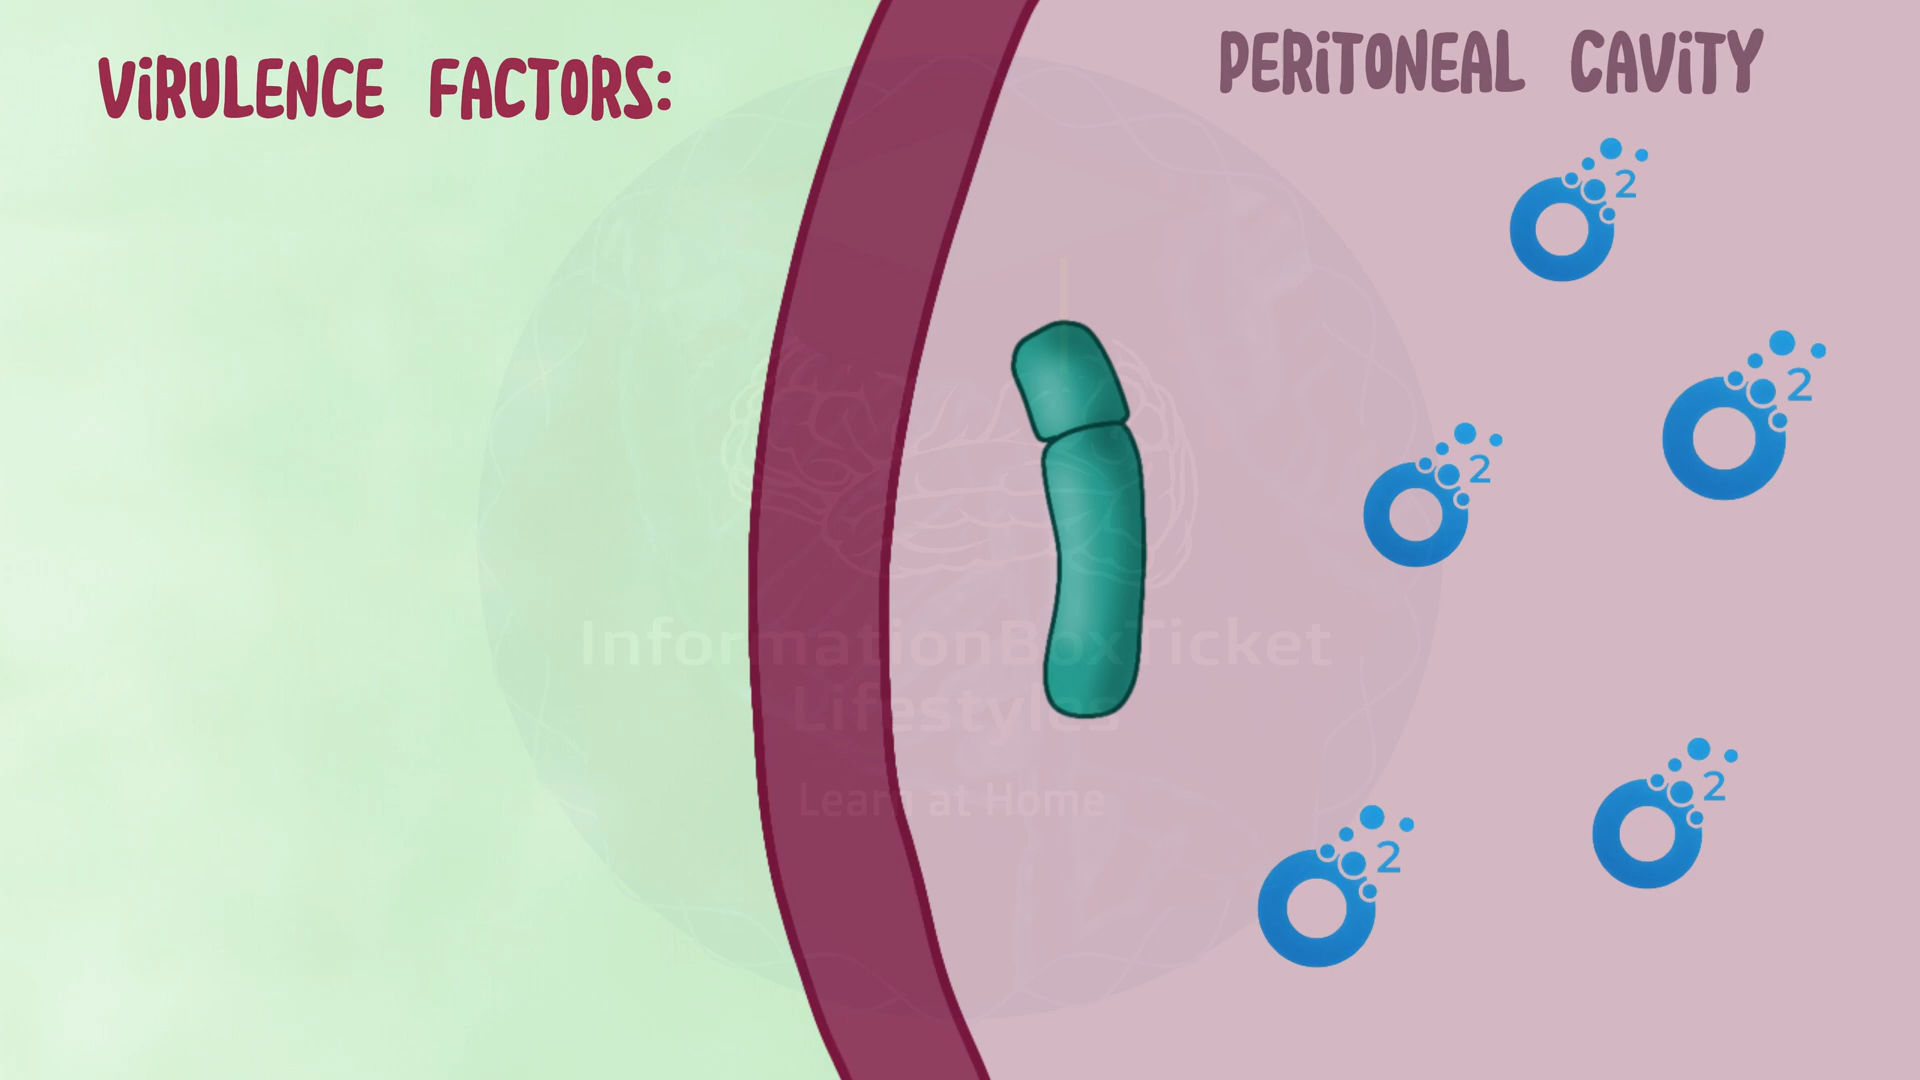 VIRULENCE FACTORS:
PERITONEAL CAVITY
O2
O2
O2
O2
O2
InformationBoxTicket
Lifestyles
Learn at Home